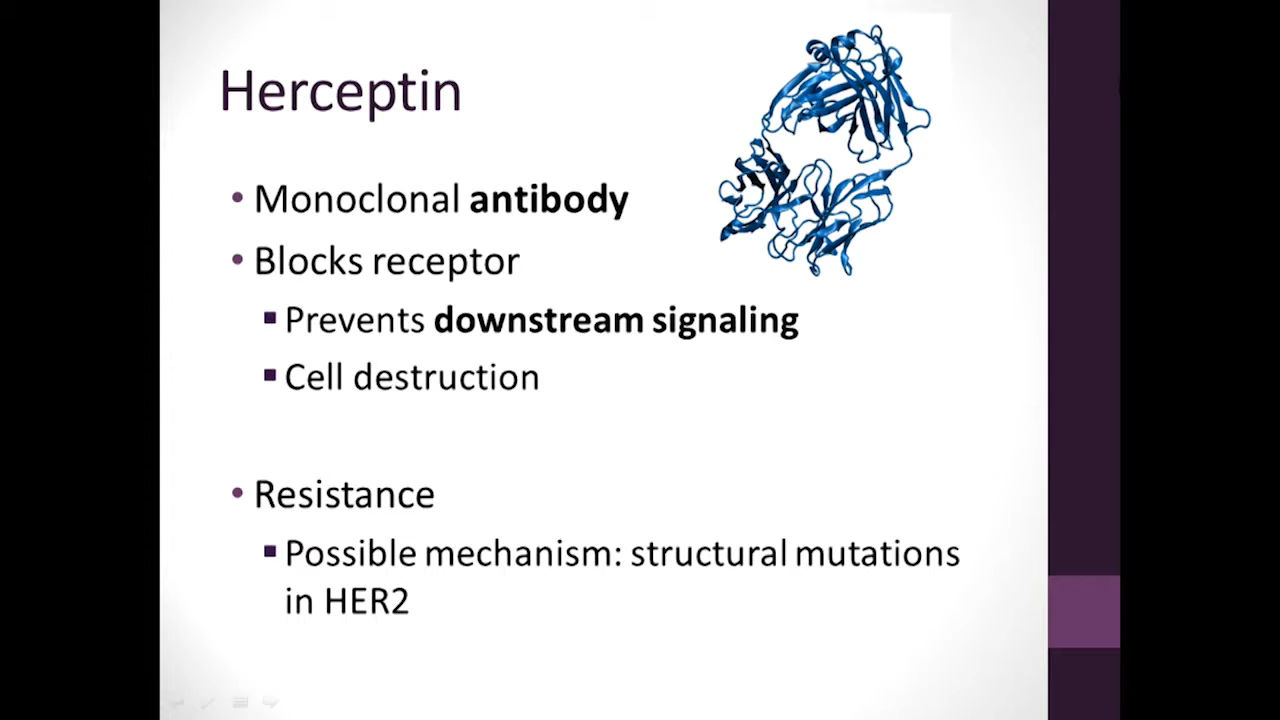 Herceptin
• Monoclonal antibody
• Blocks receptor
▪ Prevents downstream signaling
▪ Cell destruction
• Resistance
▪ Possible mechanism: structural mutations
in HER2